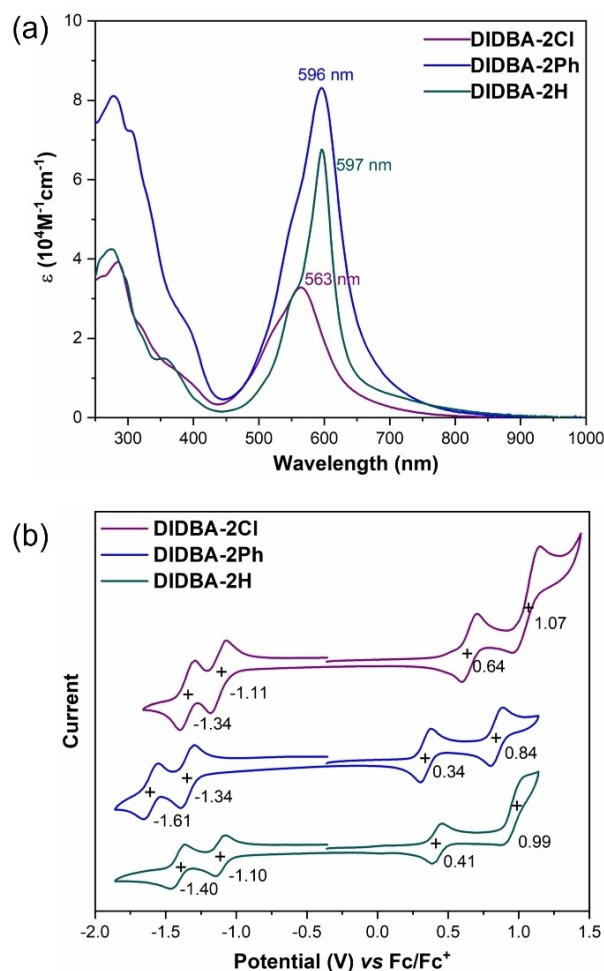 (a)
DIDBA-2Cl
DIDBA-2Ph
DIDBA-2H
596 nm
597 nm
563 nm
ε (10⁴M⁻¹cm⁻¹)
10
8
6
4
2
0
300 400 500 600 700 800 900 1000
Wavelength (nm)
(b)
DIDBA-2Cl
DIDBA-2Ph
DIDBA-2H
1.07
0.64
-1.11
-1.34
0.84
0.34
-1.34
-1.61
0.99
0.41
-1.10
-1.40
Current
-2.0 -1.5 -1.0 -0.5 0.0 0.5 1.0 1.5
Potential (V) vs Fc/Fc⁺